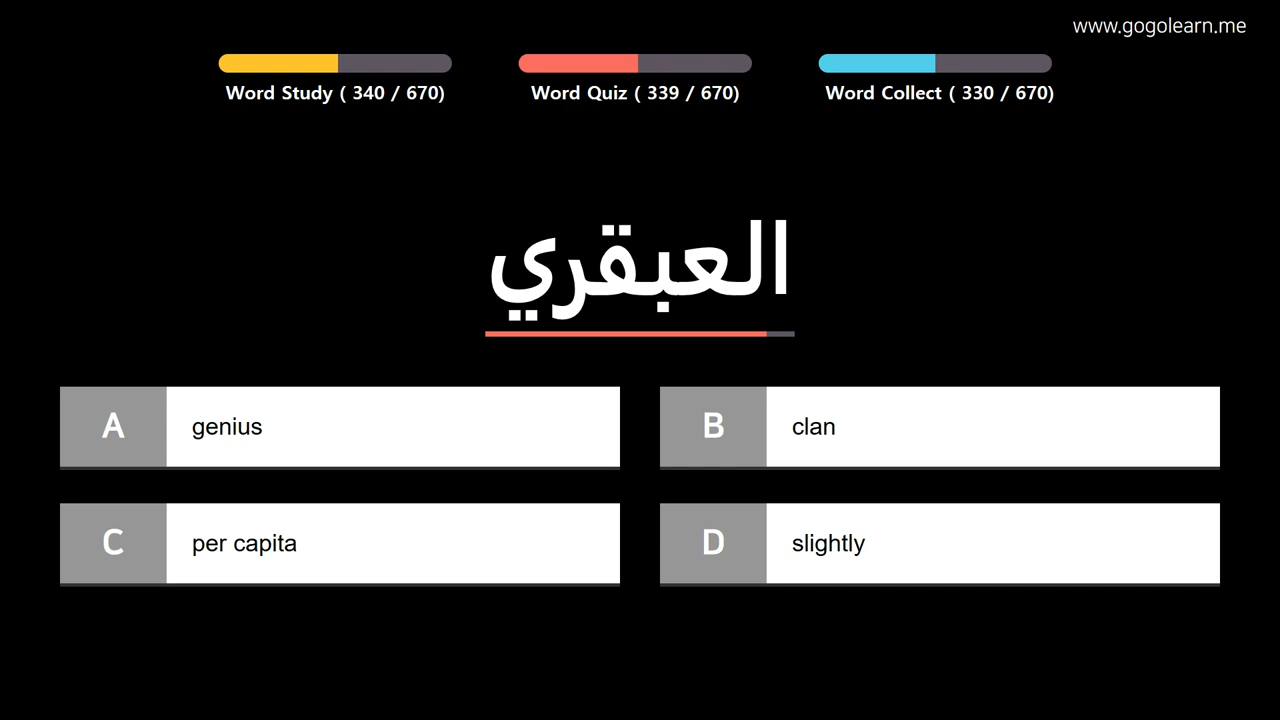 www.gogolearn.me
Word Study ( 340 / 670)
Word Quiz ( 339 / 670)
Word Collect ( 330 / 670)
العبقري
A genius
B clan
C per capita
D slightly